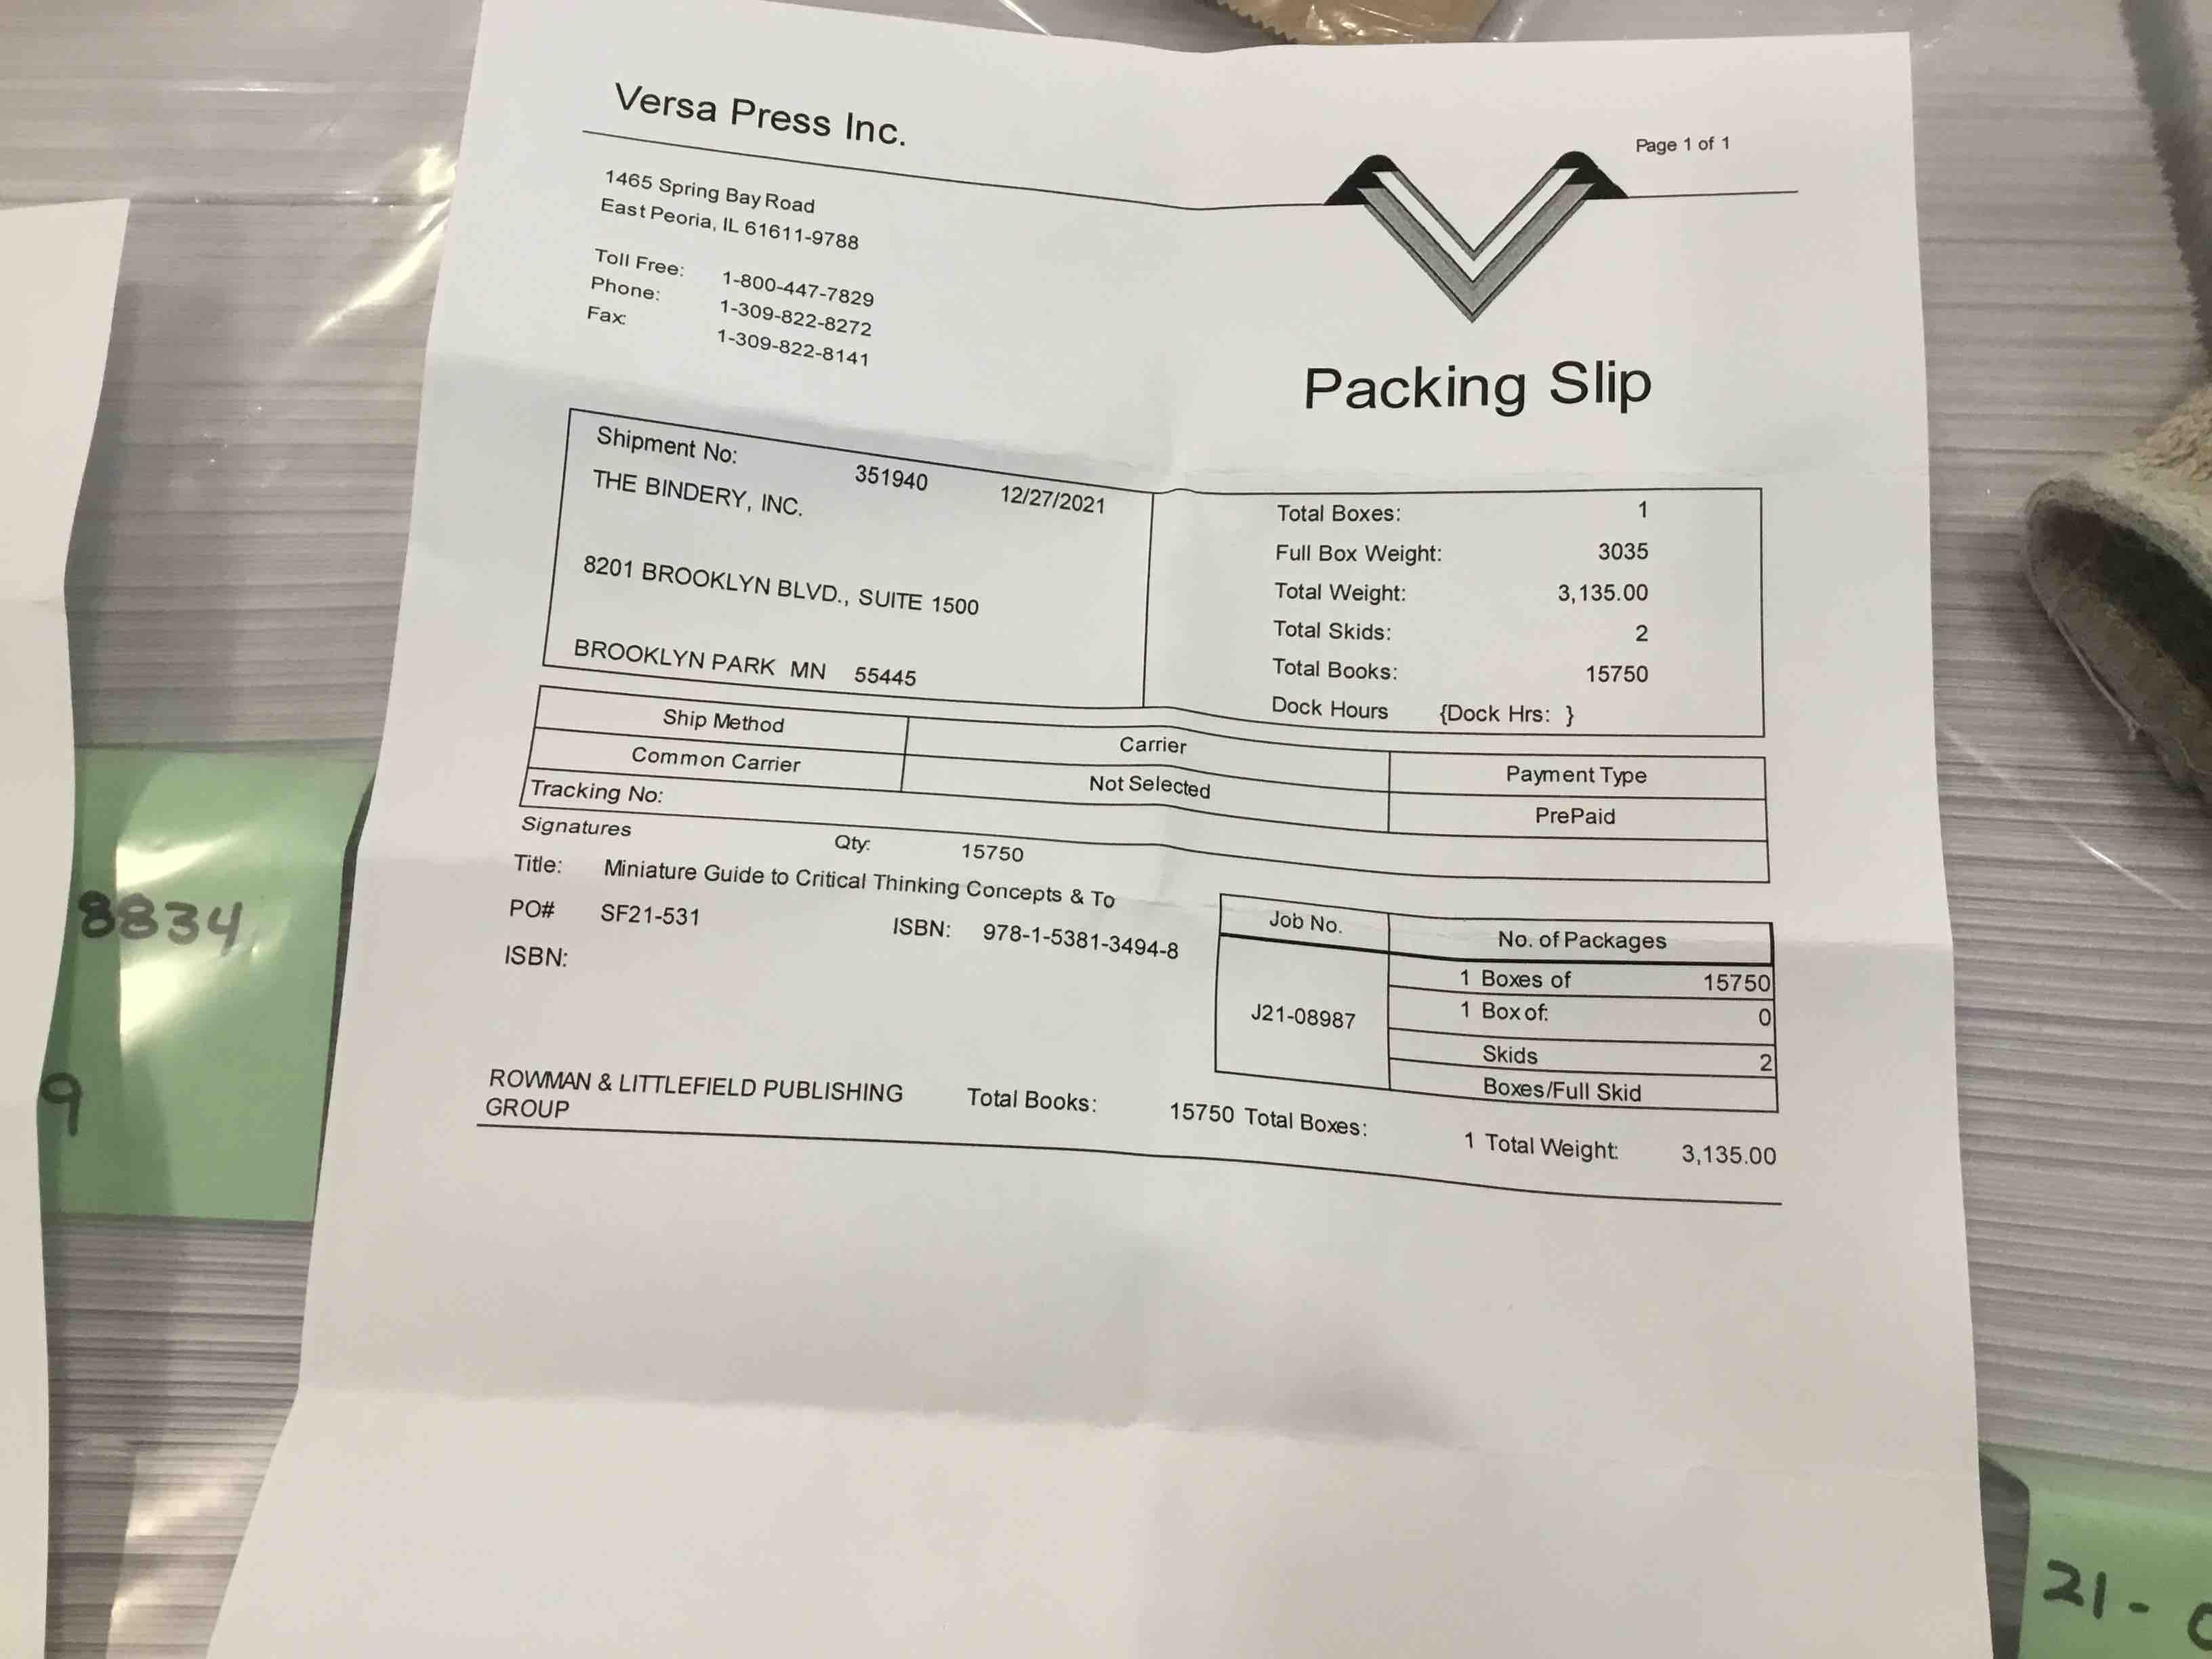 Versa Press Inc.
Page 1 of 1
1465 Spring Bay Road
East Peoria, IL 61611-9788
Toll Free: 1-800-447-7829
Phone: 1-309-822-8272
Fax: 1-309-822-8141
Packing Slip
Shipment No: 351940 12/27/2021
THE BINDERY, INC.
8201 BROOKLYN BLVD., SUITE 1500
BROOKLYN PARK MN 55445
Total Boxes: 1
Full Box Weight: 3035
Total Weight: 3,135.00
Total Skids: 2
Total Books: 15750
Dock Hours {Dock Hrs: }
Ship Method Carrier Payment Type
Common Carrier Not Selected PrePaid
Tracking No:
Signatures Qty: 15750
Title: Miniature Guide to Critical Thinking Concepts & To
PO# SF21-531 ISBN: 978-1-5381-3494-8
ISBN:
Job No. No. of Packages
J21-08987
1 Boxes of 15750
1 Box of: 0
Skids 2
Boxes/Full Skid
ROWMAN & LITTLEFIELD PUBLISHING
GROUP
Total Books: 15750 Total Boxes: 1 Total Weight: 3,135.00
8834
9
21-